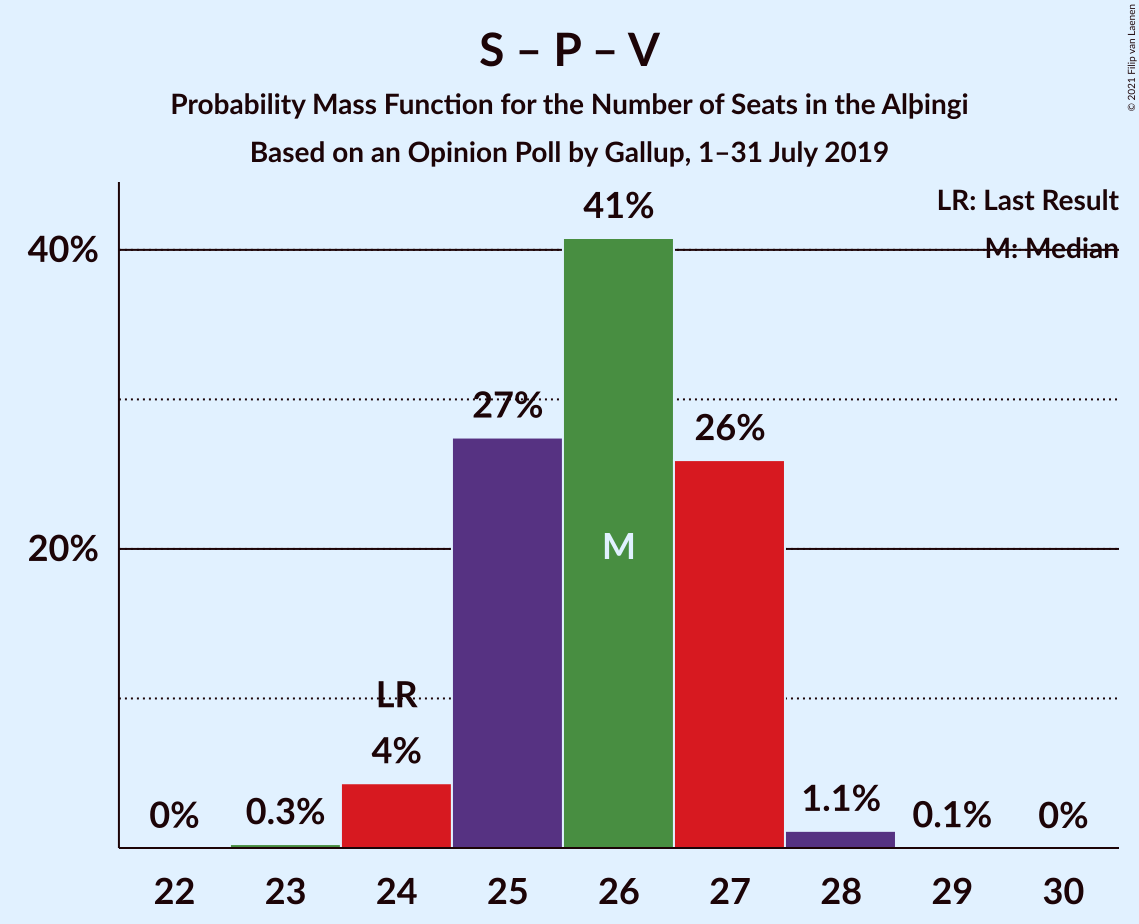 S – P – V
Probability Mass Function for the Number of Seats in the Alþingi
Based on an Opinion Poll by Gallup, 1–31 July 2019
© 2021 Filip van Laenen
LR: Last Result
M: Median
40%
20%
0%
0.3%
LR
4%
27%
41%
M
26%
1.1%
0.1%
0%
22 23 24 25 26 27 28 29 30